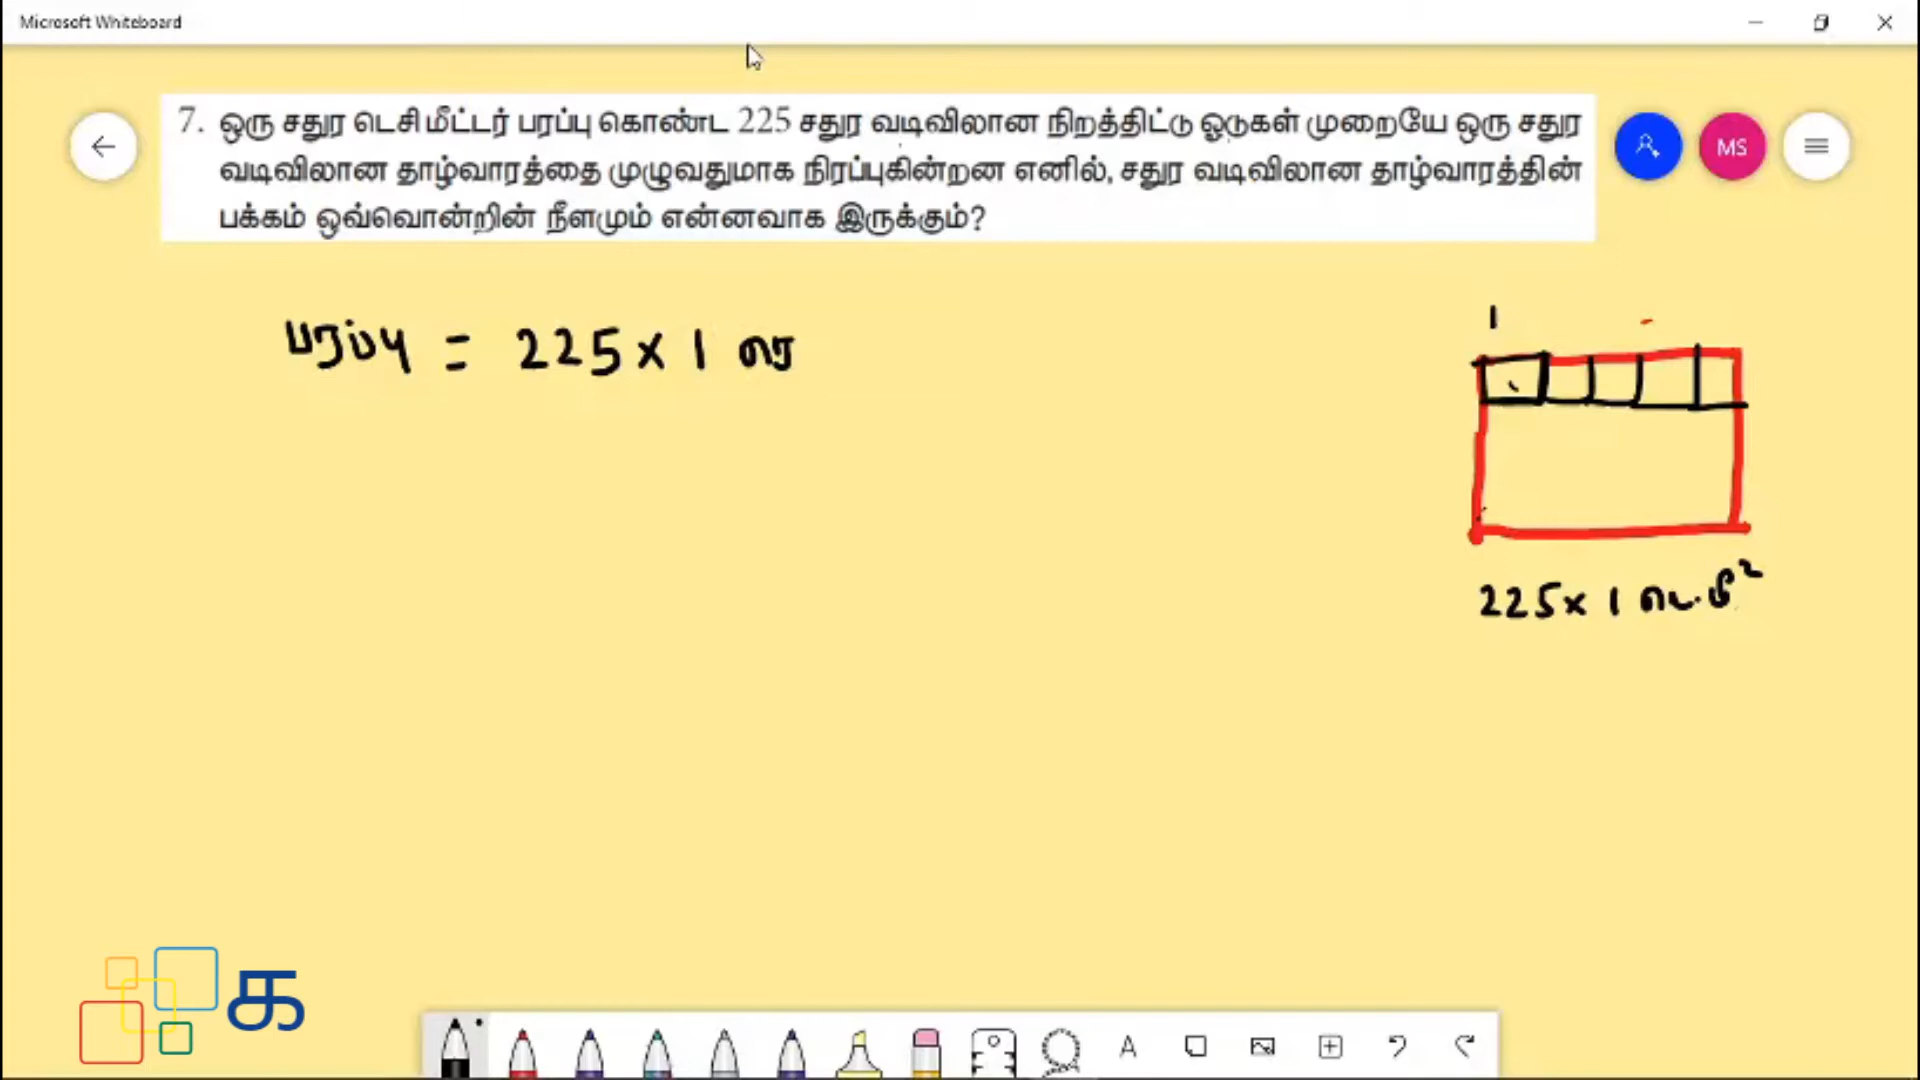 Microsoft Whiteboard
7. ஒரு சதுர டெசி மீட்டர் பரப்பு கொண்ட 225 சதுர வடிவிலான நிறத்திட்டு ஓடுகள் முறையே ஒரு சதுர
வடிவிலான தாழ்வாரத்தை முழுவதுமாக நிரப்புகின்றன எனில், சதுர வடிவிலான தாழ்வாரத்தின்
பக்கம் ஒவ்வொன்றின் நீளமும் என்னவாக இருக்கும்?
MS
பரப்பு = 225 x 1
1
225 x 1 டெ.மீ²
க
A